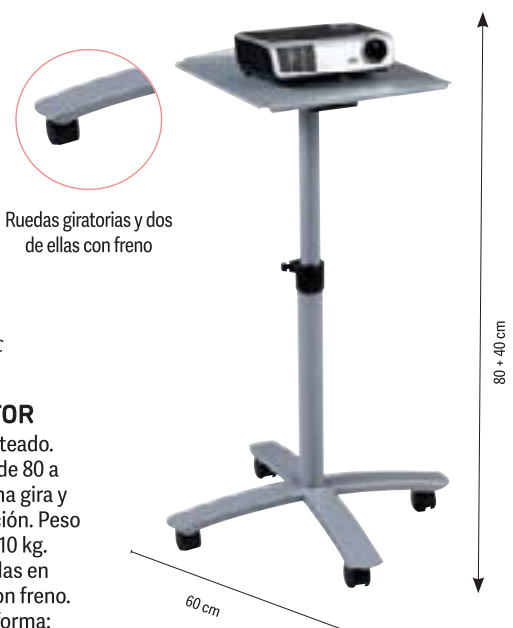 Ruedas giratorias y dos
de ellas con freno
TOR
teado.
de 80 a
na gira y
ción. Peso
10 kg.
das en
on freno.
forma:
80 + 40 cm
60 cm